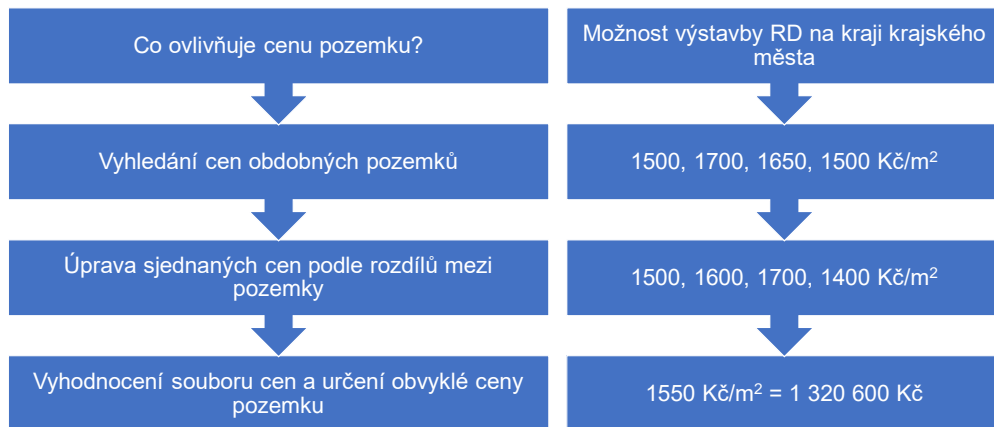 Co ovlivňuje cenu pozemku?
Možnost výstavby RD na kraji krajského
města
Vyhledání cen obdobných pozemků
1500, 1700, 1650, 1500 Kč/m²
Úprava sjednaných cen podle rozdílů mezi
pozemky
1500, 1600, 1700, 1400 Kč/m²
Vyhodnocení souboru cen a určení obvyklé ceny
pozemku
1550 Kč/m² = 1 320 600 Kč